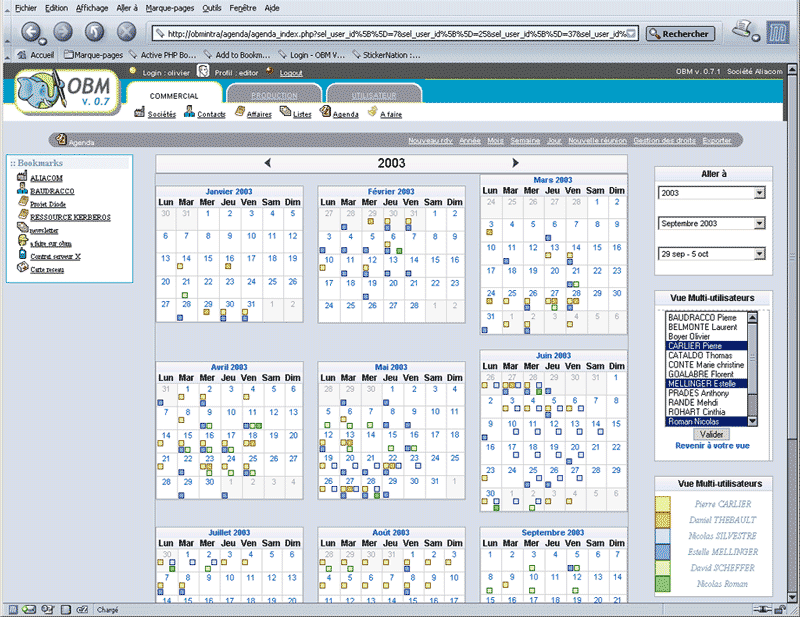 Fichier Edition Affichage Aller à Marque-pages Outils Fenêtre Aide
http://obmintra/agenda/agenda_index.php?sel_user_id%5B%5D=7&sel_user_id%5B%5D=25&sel_user_id%5B%5D=37&sel_user_id%
Rechercher
Accueil Marque-pages Active PHP Bo... Add to Bookm... Login - OBM V... StickerNation :...
Login : olivier Profil : editor Logout OBM v. 0.7.1 Société Aliacom
OBM
v. 0.7
COMMERCIAL PRODUCTION UTILISATEUR
Sociétés Contacts Affaires Listes Agenda A faire
Agenda Nouveau rdv Année Mois Semaine Jour Nouvelle réunion Gestion des droits Exporter
:: Bookmarks
ALIACOM
BAUDRACCO
Projet Diode
RESSOURCE KERBEROS
newsletter
a faire sur obm
Contrat serveur X
Carte reseau
2003
Janvier 2003
Lun Mar Mer Jeu Ven Sam Dim
30 31 1 2 3 4 5
6 7 8 9 10 11 12
13 14 15 16 17 18 19
20 21 22 23 24 25 26
27 28 29 30 31 1 2
Février 2003
Lun Mar Mer Jeu Ven Sam Dim
27 28 29 30 31 1 2
3 4 5 6 7 8 9
10 11 12 13 14 15 16
17 18 19 20 21 22 23
24 25 26 27 28 1 2
Mars 2003
Lun Mar Mer Jeu Ven Sam Dim
24 25 26 27 28 1 2
3 4 5 6 7 8 9
10 11 12 13 14 15 16
17 18 19 20 21 22 23
24 25 26 27 28 29 30
31 1 2 3 4 5 6
Avril 2003
Lun Mar Mer Jeu Ven Sam Dim
31 1 2 3 4 5 6
7 8 9 10 11 12 13
14 15 16 17 18 19 20
21 22 23 24 25 26 27
28 29 30 1 2 3 4
Mai 2003
Lun Mar Mer Jeu Ven Sam Dim
28 29 30 1 2 3 4
5 6 7 8 9 10 11
12 13 14 15 16 17 18
19 20 21 22 23 24 25
26 27 28 29 30 31 1
Juin 2003
Lun Mar Mer Jeu Ven Sam Dim
26 27 28 29 30 31 1
2 3 4 5 6 7 8
9 10 11 12 13 14 15
16 17 18 19 20 21 22
23 24 25 26 27 28 29
30 1 2 3 4 5 6
Juillet 2003
Lun Mar Mer Jeu Ven Sam Dim
30 1 2 3 4 5 6
7 8 9 10 11 12 13
14 15 16 17 18 19 20
Août 2003
Lun Mar Mer Jeu Ven Sam Dim
28 29 30 31 1 2 3
4 5 6 7 8 9 10
11 12 13 14 15 16 17
Septembre 2003
Lun Mar Mer Jeu Ven Sam Dim
1 2 3 4 5 6 7
8 9 10 11 12 13 14
15 16 17 18 19 20 21
Aller à
2003
Septembre 2003
29 sep - 5 oct
Vue Multi-utilisateurs
BAUDRACCO Pierre
BELMONTE Laurent
Boyer Olivier
CARLIER Pierre
CATALDO Thomas
CONTE Marie christine
GOALABRE Florent
MELLINGER Estelle
PRADES Anthony
RANDE Mehdi
ROHART Cinthia
Roman Nicolas
Valider
Revenir à votre vue
Vue Multi-utilisateurs
Pierre CARLIER
Daniel THEBAULT
Nicolas SILVESTRE
Estelle MELLINGER
David SCHEFFER
Nicolas Roman
Chargé